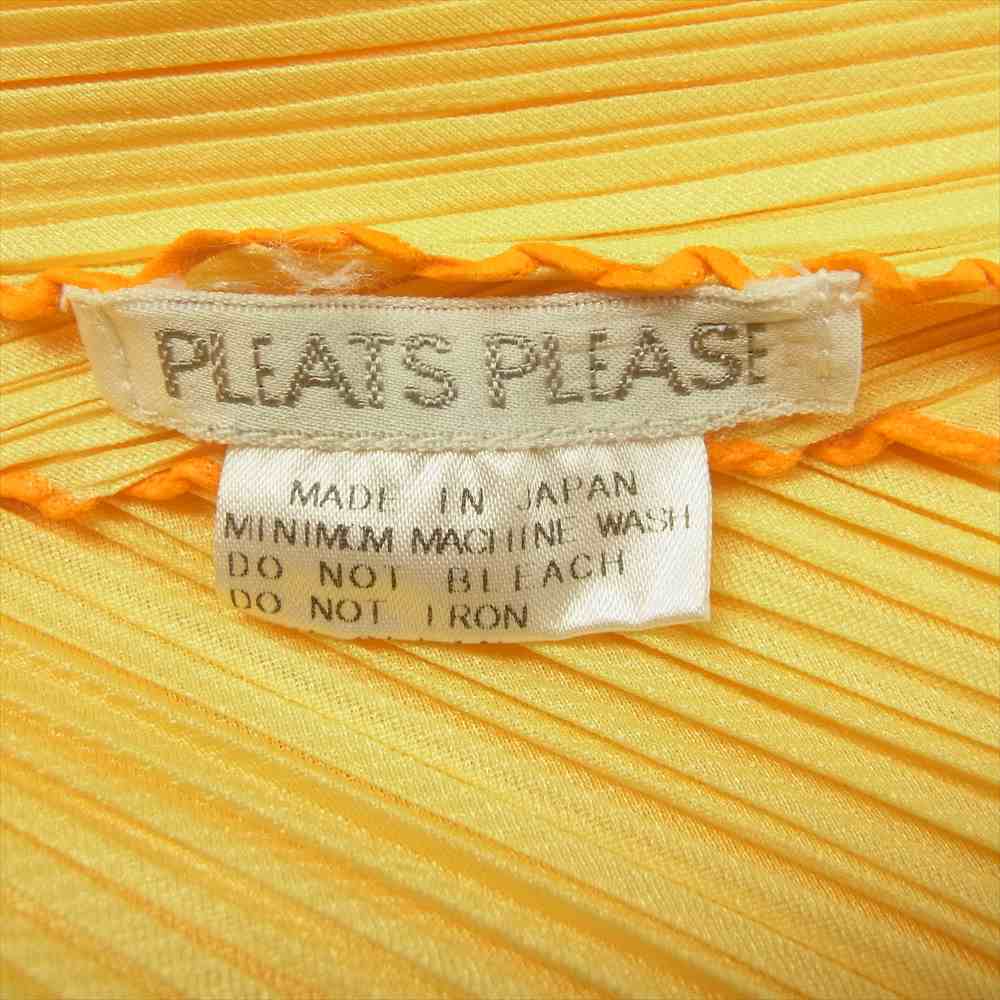 PLEATS PLEASE
MADE IN JAPAN
MINIMUM MACHINE WASH
DO NOT BLEACH
DO NOT IRON